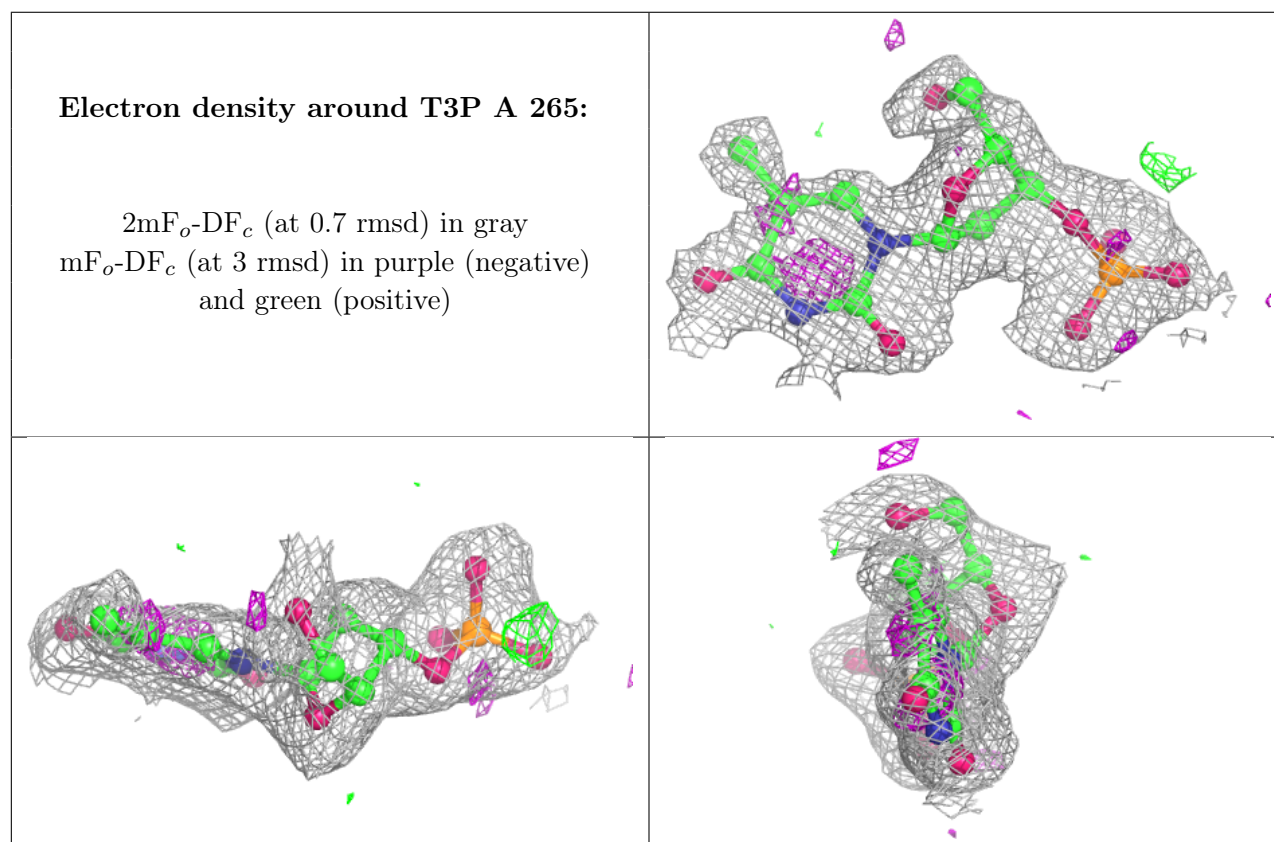 Electron density around T3P A 265:
2mFo-DFc (at 0.7 rmsd) in gray
mFo-DFc (at 3 rmsd) in purple (negative)
and green (positive)